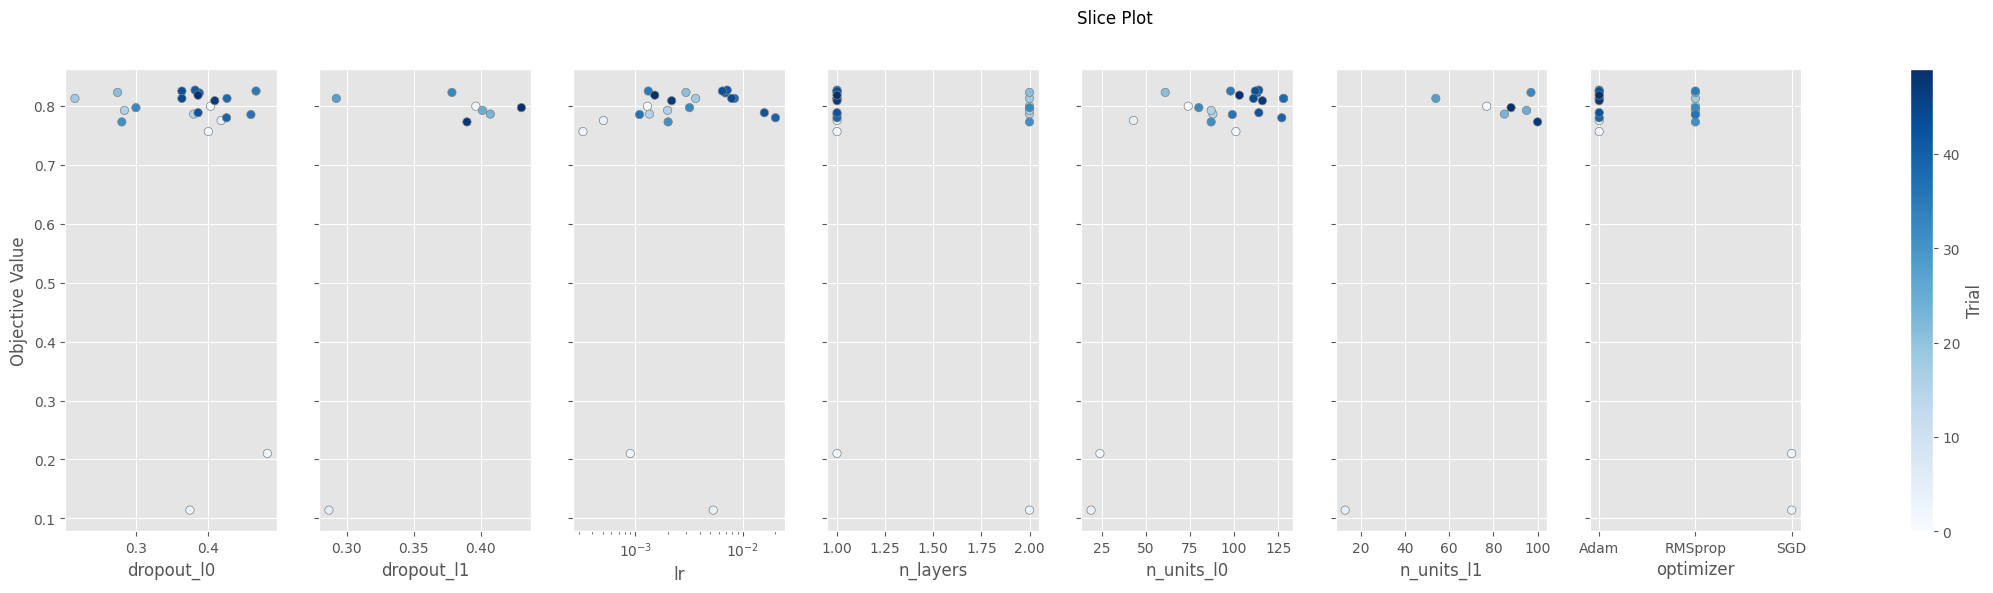 Slice Plot
Objective Value
0.8
0.7
0.6
0.5
0.4
0.3
0.2
0.1
0.3 0.4
dropout_l0
0.30 0.35 0.40
dropout_l1
10⁻³ 10⁻²
lr
1.00 1.25 1.50 1.75 2.00
n_layers
25 50 75 100 125
n_units_l0
20 40 60 80 100
n_units_l1
Adam RMSprop SGD
optimizer
40
30
20
10
0
Trial